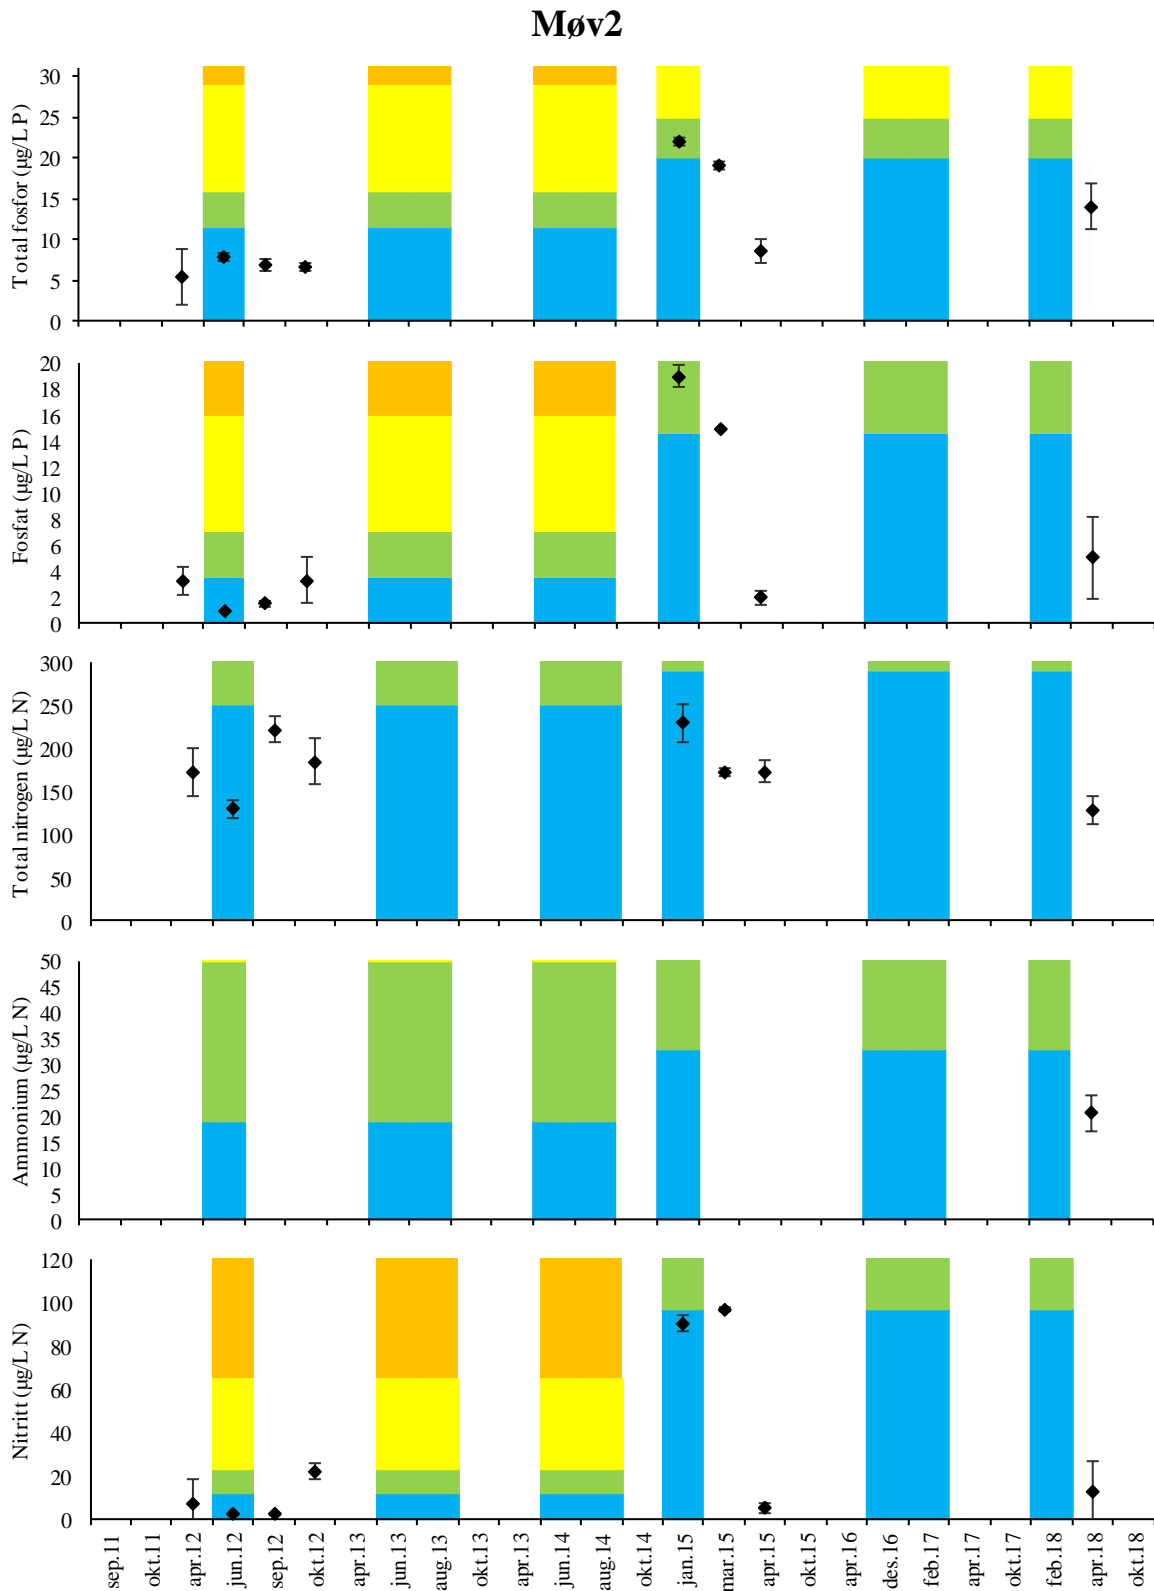 Møv2
Total fosfor (µg/L P)
30
25
20
15
10
5
0
Fosfat (µg/L P)
20
18
16
14
12
10
8
6
4
2
0
Total nitrogen (µg/L N)
300
250
200
150
100
50
0
Ammonium (µg/L N)
50
45
40
35
30
25
20
15
10
5
0
Nitritt (µg/L N)
120
100
80
60
40
20
0
sep.11
okt.11
apr.12
jun.12
sep.12
okt.12
apr.13
jun.13
aug.13
okt.13
apr.13
jun.14
aug.14
okt.14
jan.15
mar.15
apr.15
okt.15
apr.16
des.16
feb.17
apr.17
okt.17
feb.18
apr.18
okt.18